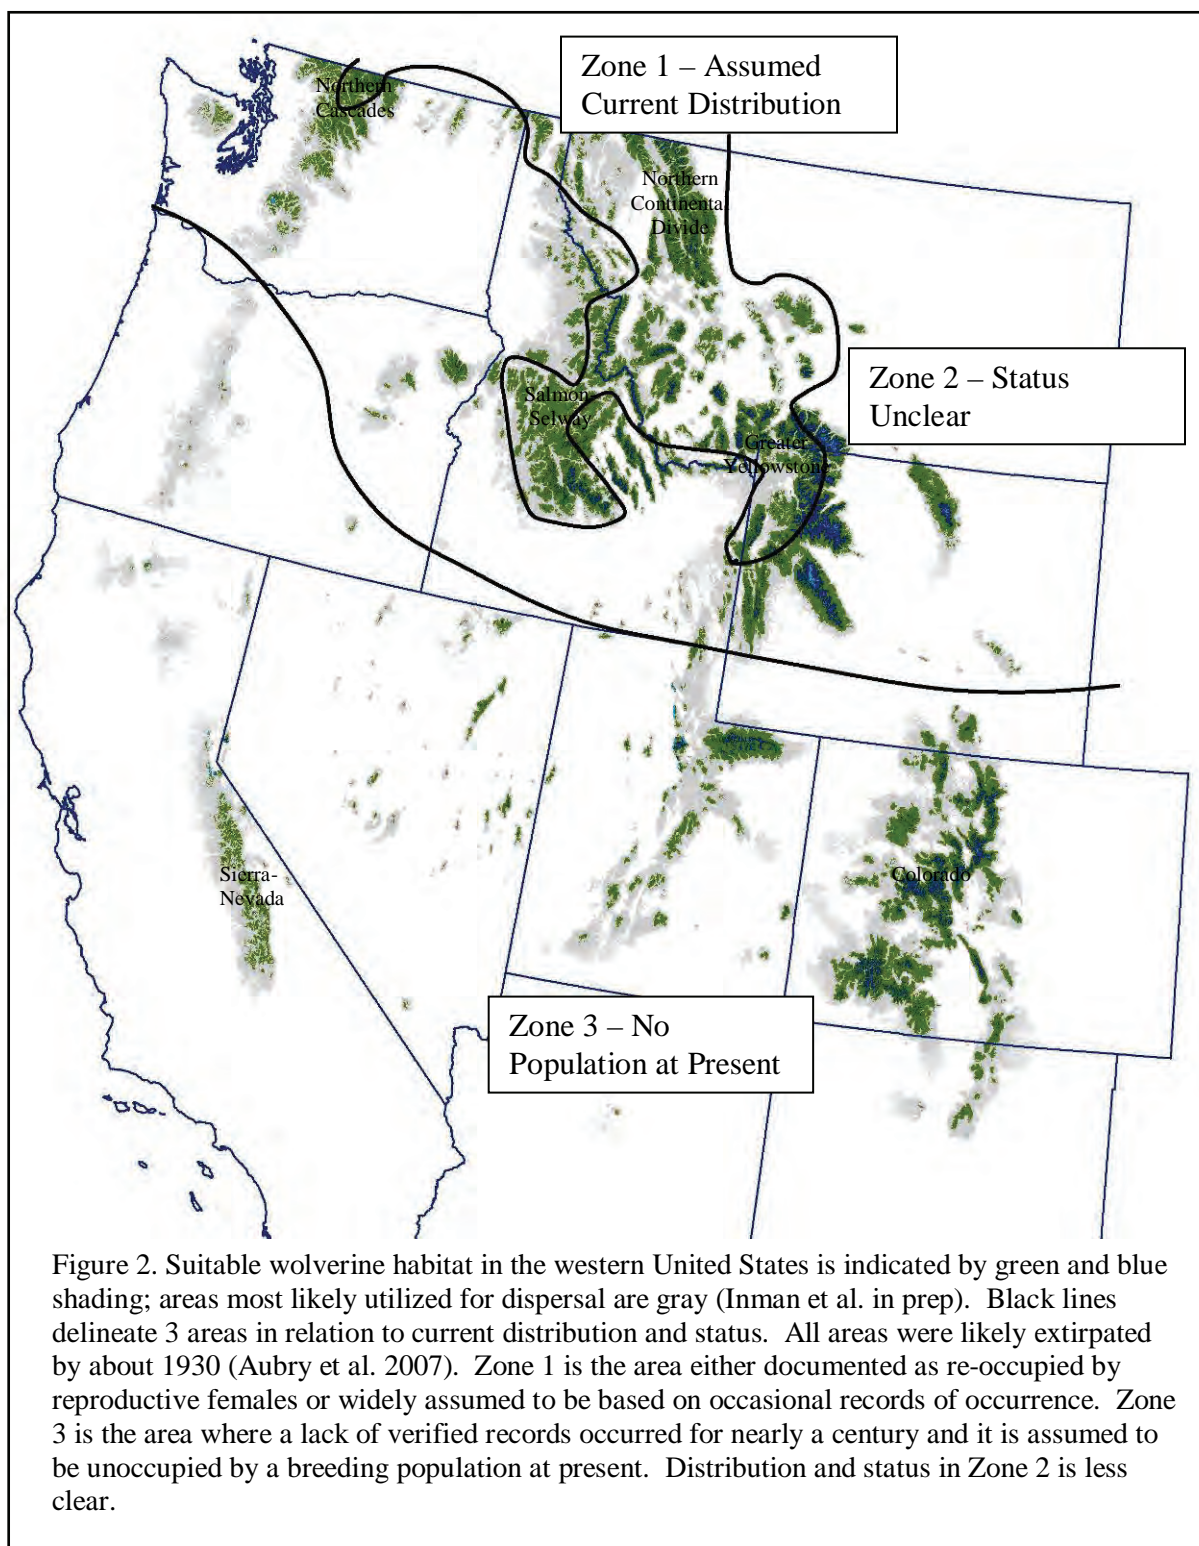 Zone 1 – Assumed
Current Distribution
Northern
Cascades
Northern
Continental
Divide
Zone 2 – Status
Unclear
Salmon
Selway
Greater
Yellowstone
Sierra-
Nevada
Colorado
Zone 3 – No
Population at Present
Figure 2. Suitable wolverine habitat in the western United States is indicated by green and blue
shading; areas most likely utilized for dispersal are gray (Inman et al. in prep). Black lines
delineate 3 areas in relation to current distribution and status. All areas were likely extirpated
by about 1930 (Aubry et al. 2007). Zone 1 is the area either documented as re-occupied by
reproductive females or widely assumed to be based on occasional records of occurrence. Zone
3 is the area where a lack of verified records occurred for nearly a century and it is assumed to
be unoccupied by a breeding population at present. Distribution and status in Zone 2 is less
clear.